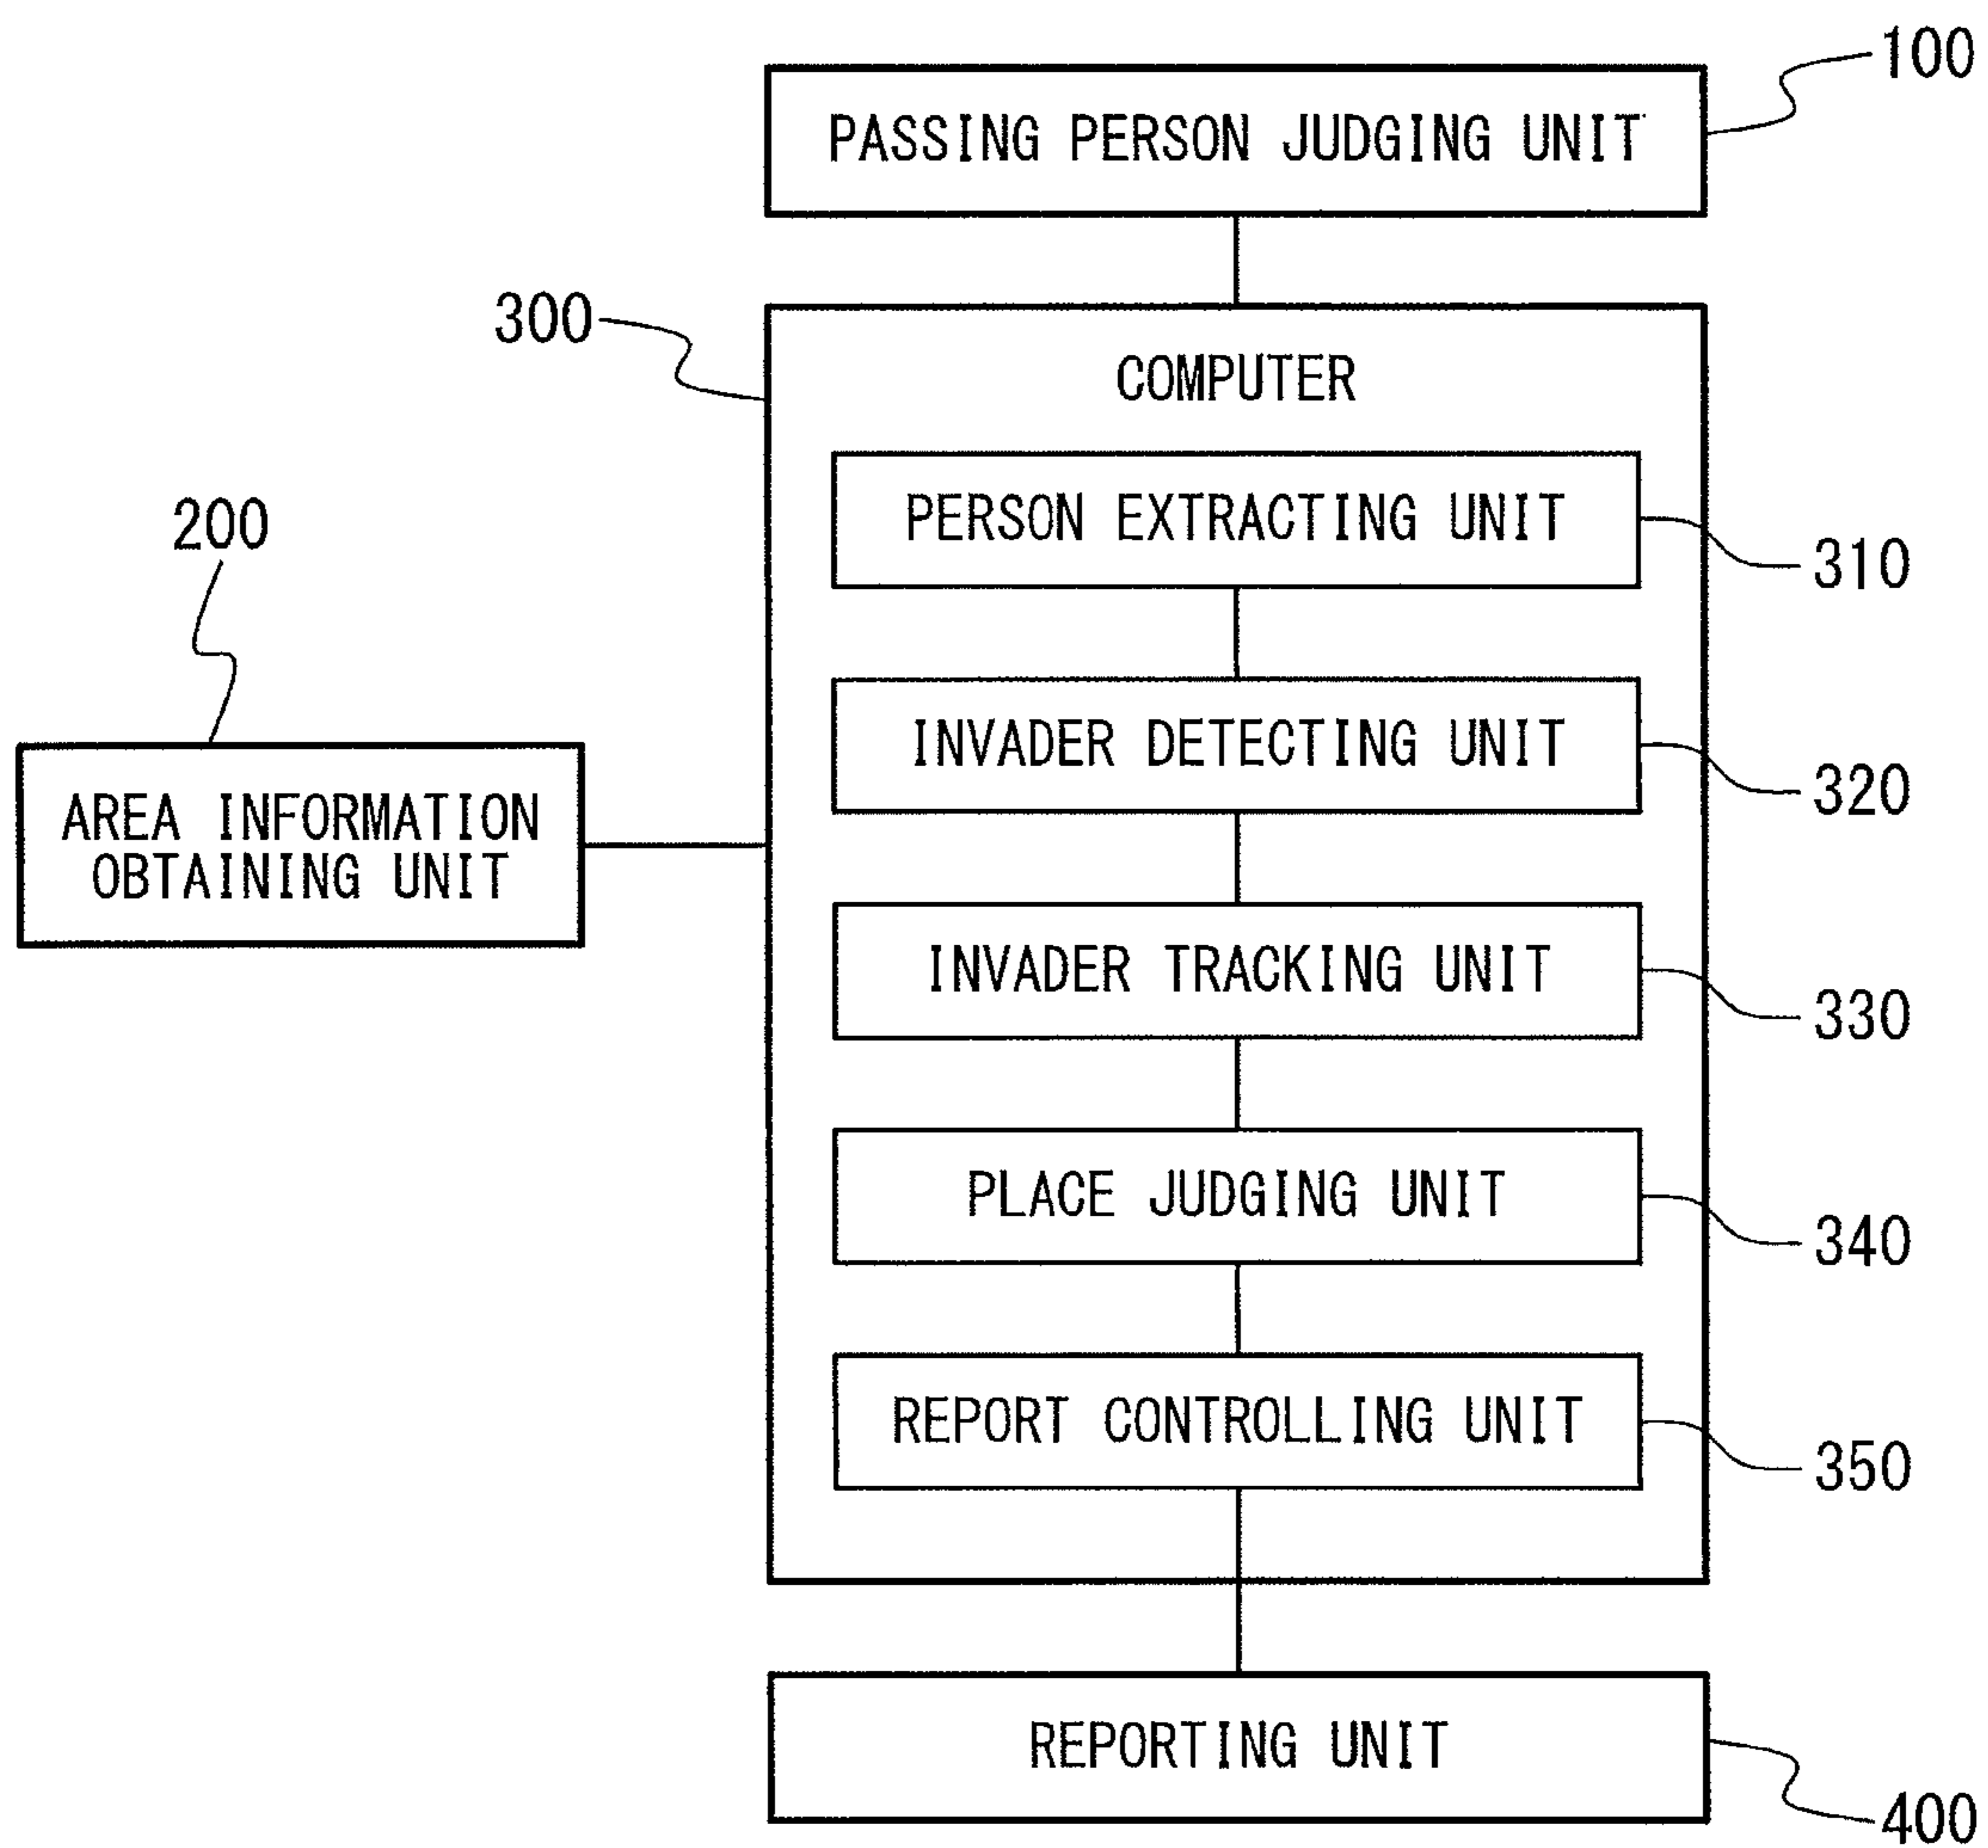 100
PASSING PERSON JUDGING UNIT
300
COMPUTER
PERSON EXTRACTING UNIT
310
200
INVADER DETECTING UNIT
320
AREA INFORMATION
OBTAINING UNIT
INVADER TRACKING UNIT
330
PLACE JUDGING UNIT
340
REPORT CONTROLLING UNIT
350
REPORTING UNIT
400